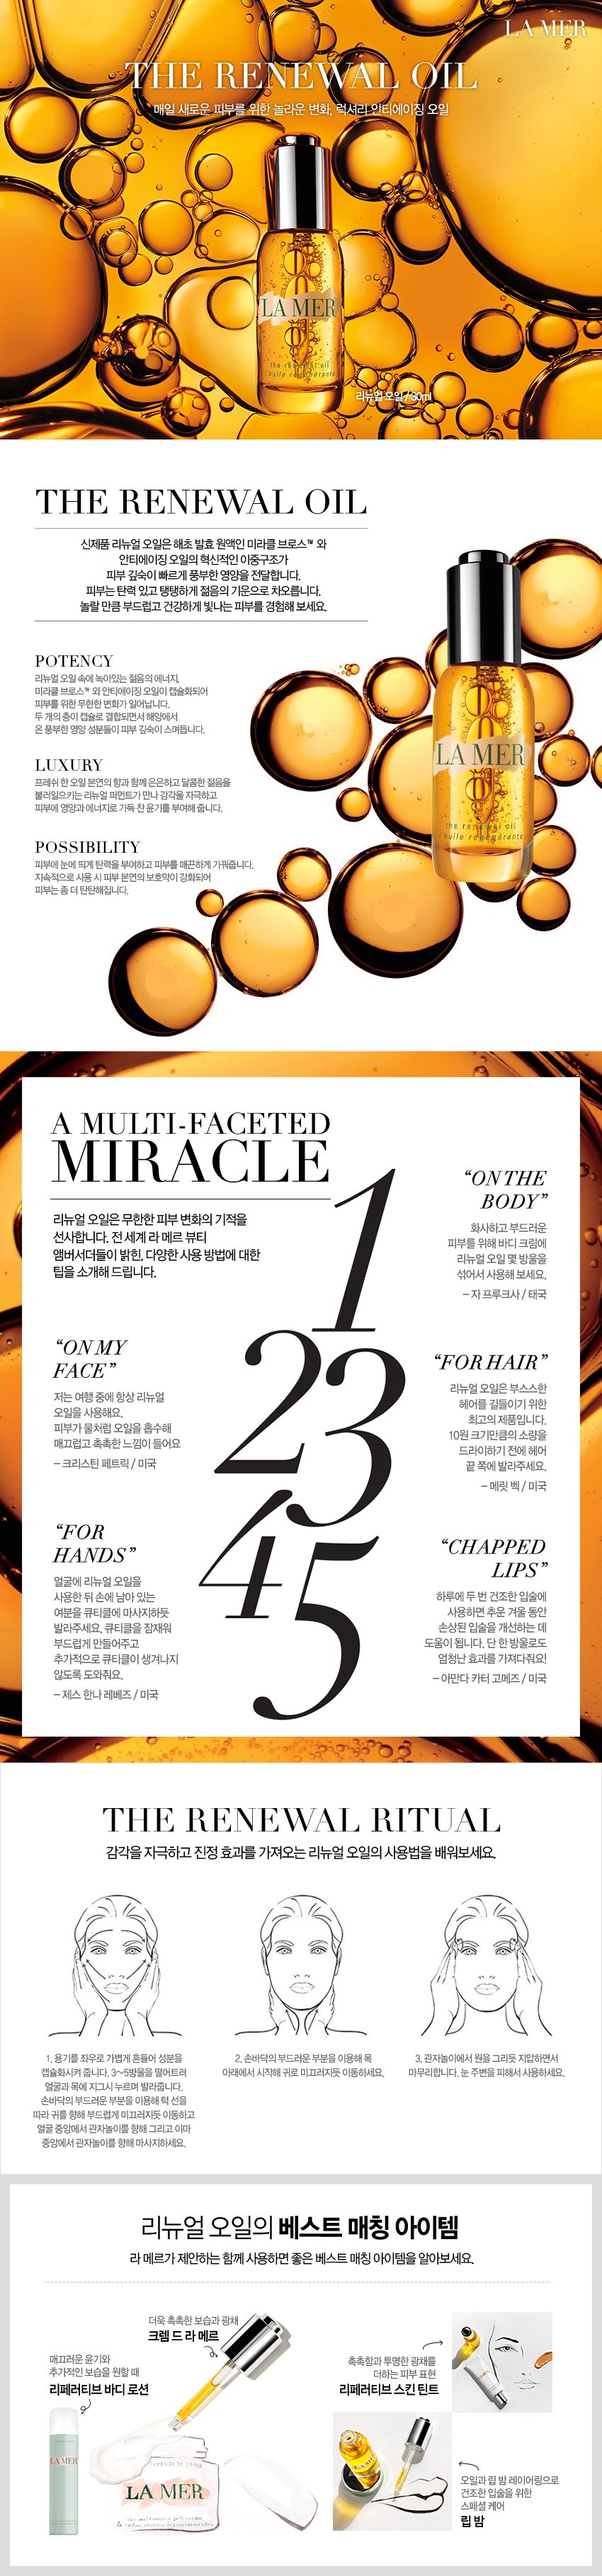 LA MER
THE RENEWAL OIL
매일 새로운 피부를 위한 놀라운 변화, 럭셔리 안티에이징 오일
LA MER
the renewal oil
l'huile régénérante
리뉴얼 오일 / 30ml
THE RENEWAL OIL
신제품 리뉴얼 오일은 해초 발효 원액인 미라클 브로스™ 와
안티에이징 오일의 혁신적인 이중구조가
피부 깊숙이 빠르게 풍부한 영양을 전달합니다.
피부는 탄력 있고 탱탱하게 젊음의 기운으로 차오릅니다.
놀랄 만큼 부드럽고 건강하게 빛나는 피부를 경험해 보세요.
POTENCY
리뉴얼 오일 속에 녹아있는 젊음의 에너지,
미라클 브로스™ 와 안티에이징 오일이 캡슐화되어
피부를 위한 무한한 변화가 일어납니다.
두 개의 층이 캡슐로 결합되면서 해양에서
온 풍부한 영양 성분들이 피부 깊숙이 스며듭니다.
LUXURY
프레쉬 한 오일 본연의 향과 함께 은은하고 달콤한 젊음을
불러일으키는 리뉴얼 퍼먼트가 만나 감각을 자극하고
피부에 영양과 에너지로 가득 찬 윤기를 부여해 줍니다.
POSSIBILITY
피부에 눈에 띄게 탄력을 부여하고 피부를 매끈하게 가꿔줍니다.
지속적으로 사용 시 피부 본연의 보호막이 강화되어
피부는 좀 더 탄탄해집니다.
LA MER
the renewal oil
l'huile régénérante
A MULTI-FACETED
MIRACLE
리뉴얼 오일은 무한한 피부 변화의 기적을
선사합니다. 전 세계 라 메르 뷰티
앰버서더들이 밝힌, 다양한 사용 방법에 대한
팁을 소개해 드립니다.
1
“ON THE
BODY”
화사하고 부드러운
피부를 위해 바디 크림에
리뉴얼 오일 몇 방울을
섞어서 사용해 보세요.
– 자 프루크사 / 태국
2
“ON MY
FACE”
저는 여행 중에 항상 리뉴얼
오일을 사용해요.
피부가 물처럼 오일을 흡수해
매끄럽고 촉촉한 느낌이 들어요
– 크리스틴 페트릭 / 미국
3
“FOR HAIR”
리뉴얼 오일은 부스스한
헤어를 길들이기 위한
최고의 제품입니다.
10원 크기만큼의 소량을
드라이하기 전에 헤어
끝 쪽에 발라주세요.
– 메릿 벡 / 미국
4
“FOR
HANDS”
얼굴에 리뉴얼 오일을
사용한 뒤 손에 남아 있는
여분을 큐티클에 마사지하듯
발라주세요. 큐티클을 잠재워
부드럽게 만들어주고
추가적으로 큐티클이 생겨나지
않도록 도와줘요.
– 제스 한나 레베즈 / 미국
5
“CHAPPED
LIPS”
하루에 두 번 건조한 입술에
사용하면 추운 겨울 동안
손상된 입술을 개선하는 데
도움이 됩니다. 단 한 방울로도
엄청난 효과를 가져다줘요!
– 아만다 카터 고메즈 / 미국
THE RENEWAL RITUAL
감각을 자극하고 진정 효과를 가져오는 리뉴얼 오일의 사용법을 배워보세요.
1. 용기를 좌우로 가볍게 흔들어 성분을
캡슐화시켜 줍니다. 3~5방울을 떨어트려
얼굴과 목에 지그시 누르며 발라줍니다.
손바닥의 부드러운 부분을 이용해 턱 선을
따라 귀를 향해 부드럽게 미끄러지듯 이동하고
얼굴 중앙에서 관자놀이를 향해 그리고 이마
중앙에서 관자놀이를 향해 마사지하세요.
2. 손바닥의 부드러운 부분을 이용해 목
아래에서 시작해 귀로 미끄러지듯 이동하세요.
3. 관자놀이에서 원을 그리듯 지압하면서
마무리합니다. 눈 주변을 피해서 사용하세요.
리뉴얼 오일의 베스트 매칭 아이템
라 메르가 제안하는 함께 사용하면 좋은 베스트 매칭 아이템을 알아보세요.
더욱 촉촉한 보습과 광채
크렘 드 라 메르
매끄러운 윤기와
추가적인 보습을 원할 때
리페러티브 바디 로션
LA MER
LA MER
촉촉함과 투명한 광채를
더하는 피부 표현
리페러티브 스킨 틴트
오일과 립 밤 레이어링으로
건조한 입술을 위한
스페셜 케어
립 밤